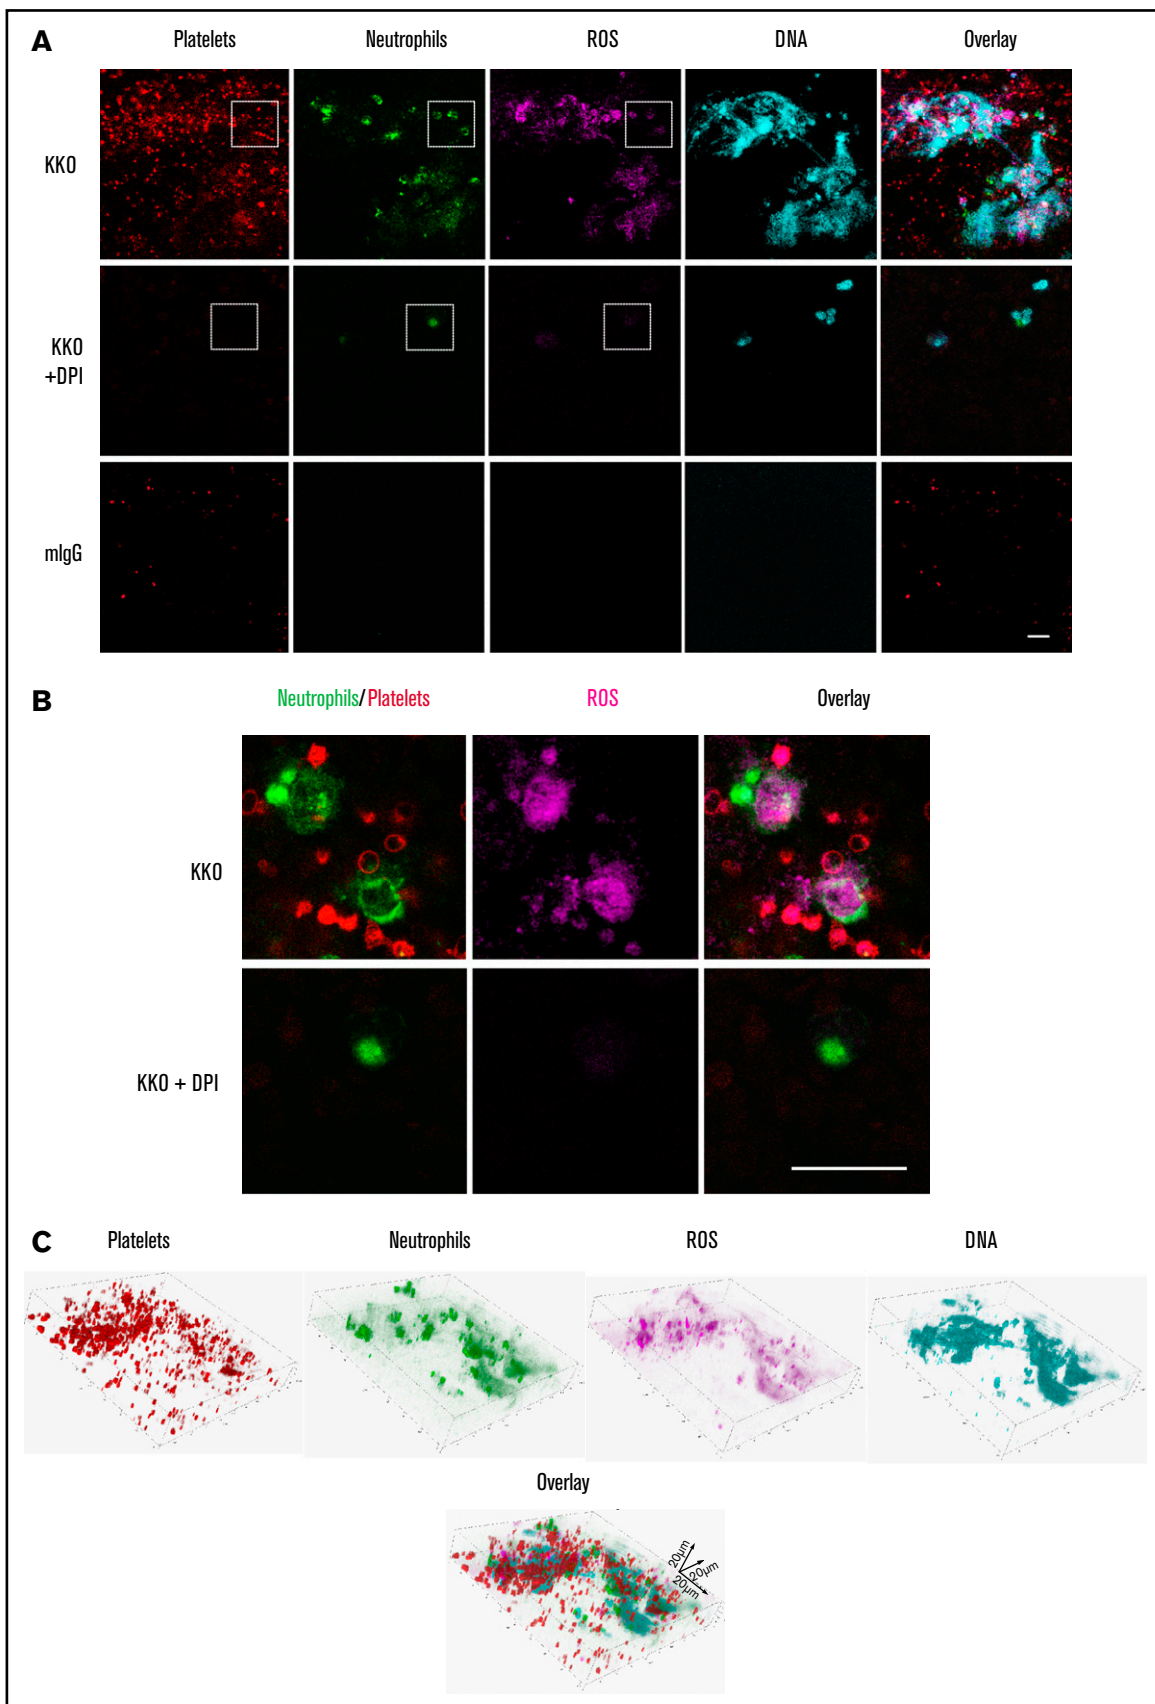 A
Platelets Neutrophils ROS DNA Overlay
KKO
KKO
+DPI
mIgG
B
Neutrophils/Platelets ROS Overlay
KKO
KKO + DPI
C
Platelets Neutrophils ROS DNA
Overlay
20µm
20µm
20µm